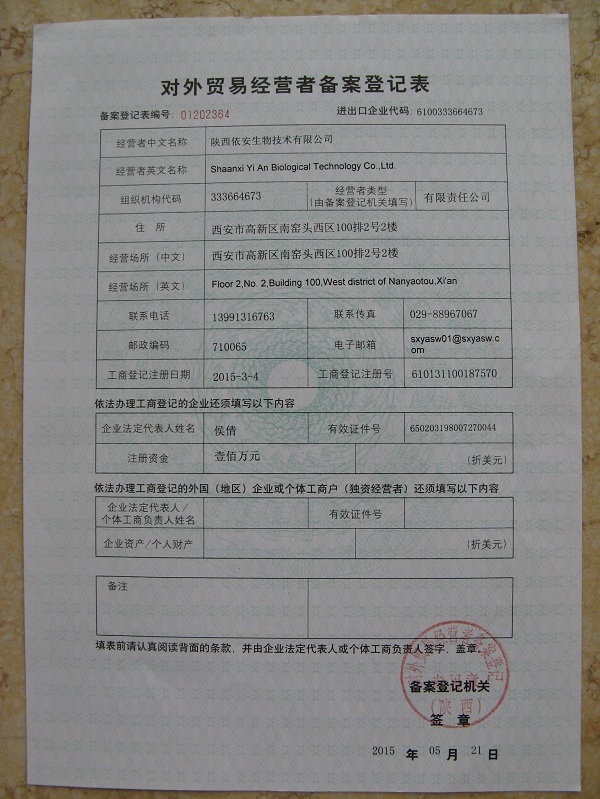 对外贸易经营者备案登记表
备案登记表编号: 01202364 进出口企业代码: 6100333664673
经营者中文名称 陕西依安生物技术有限公司
经营者英文名称 Shaanxi Yi An Biological Technology Co.,Ltd.
组织机构代码 333664673 经营者类型 (由备案登记机关填写) 有限责任公司
住 所 西安市高新区南窑头西区100排2号2楼
经营场所 (中文) 西安市高新区南窑头西区100排2号2楼
经营场所 (英文) Floor 2,No. 2,Building 100,West district of Nanyaotou,Xi'an
联系电话 13991316763 联系传真 029-88967067
邮政编码 710065 电子邮箱 sxyasw01@sxyasw.c
om
工商登记注册日期 2015-3-4 工商登记注册号 610131100187570
依法办理工商登记的企业还须填写以下内容
企业法定代表人姓名 侯倩 有效证件号 650203198007270044
注册资金 壹佰万元 (折美元)
依法办理工商登记的外国(地区)企业或个体工商户(独资经营者)还须填写以下内容
企业法定代表人/
个体工商负责人姓名 有效证件号
企业资产/个人财产 (折美元)
备注
填表前请认真阅读背面的条款,并由企业法定代表人或个体工商负责人签字、盖章。
对外贸易经营者备案登记
(陕西)
备案登记机关
签 章
2015 年 05 月 21 日